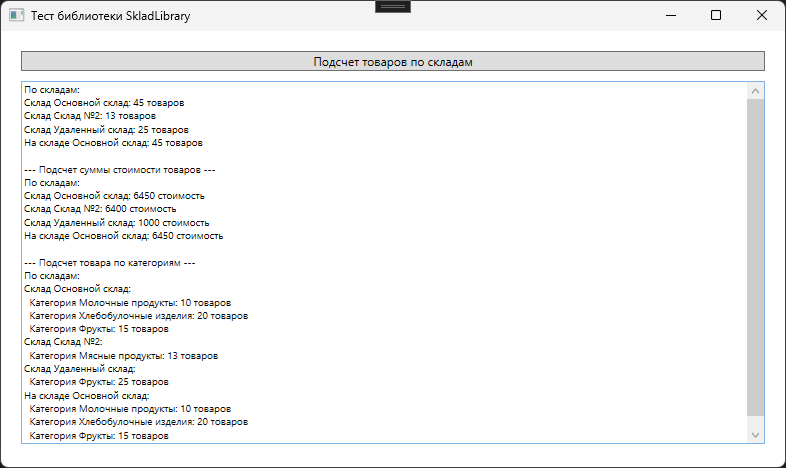 Тест библиотеки SkladLibrary
Подсчет товаров по складам
По складам:
Склад Основной склад: 45 товаров
Склад Склад №2: 13 товаров
Склад Удаленный склад: 25 товаров
На складе Основной склад: 45 товаров
--- Подсчет суммы стоимости товаров ---
По складам:
Склад Основной склад: 6450 стоимость
Склад Склад №2: 6400 стоимость
Склад Удаленный склад: 1000 стоимость
На складе Основной склад: 6450 стоимость
--- Подсчет товара по категориям ---
По складам:
Склад Основной склад:
Категория Молочные продукты: 10 товаров
Категория Хлебобулочные изделия: 20 товаров
Категория Фрукты: 15 товаров
Склад Склад №2:
Категория Мясные продукты: 13 товаров
Склад Удаленный склад:
Категория Фрукты: 25 товаров
На складе Основной склад:
Категория Молочные продукты: 10 товаров
Категория Хлебобулочные изделия: 20 товаров
Категория Фрукты: 15 товаров